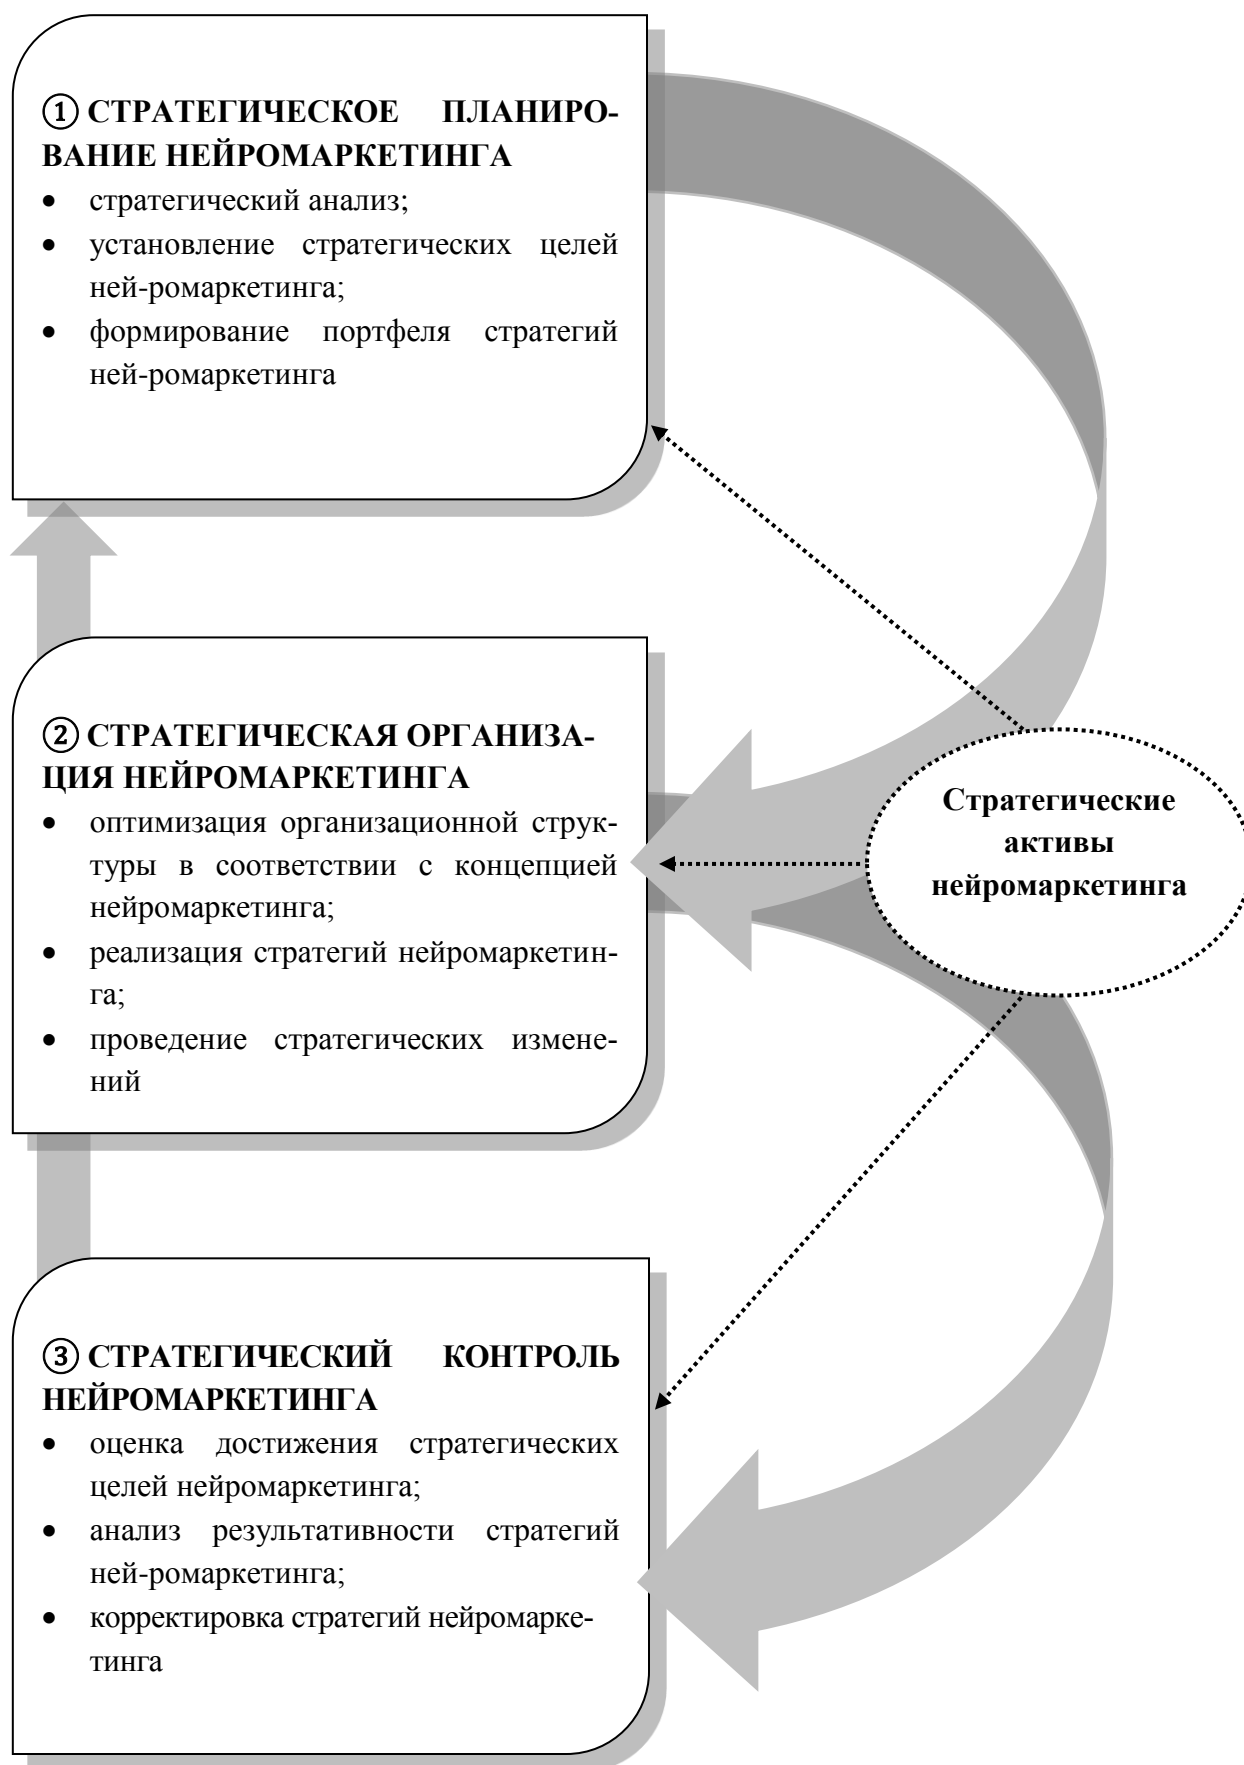 ① СТРАТЕГИЧЕСКОЕ ПЛАНИРО-
ВАНИЕ НЕЙРОМАРКЕТИНГА
• стратегический анализ;
• установление стратегических целей
ней-ромаркетинга;
• формирование портфеля стратегий
ней-ромаркетинга
② СТРАТЕГИЧЕСКАЯ ОРГАНИЗА-
ЦИЯ НЕЙРОМАРКЕТИНГА
• оптимизация организационной струк-
туры в соответствии с концепцией
нейромаркетинга;
• реализация стратегий нейромаркетин-
га;
• проведение стратегических измене-
ний
Стратегические
активы
нейромаркетинга
③ СТРАТЕГИЧЕСКИЙ КОНТРОЛЬ
НЕЙРОМАРКЕТИНГА
• оценка достижения стратегических
целей нейромаркетинга;
• анализ результативности стратегий
ней-ромаркетинга;
• корректировка стратегий нейромарке-
тинга